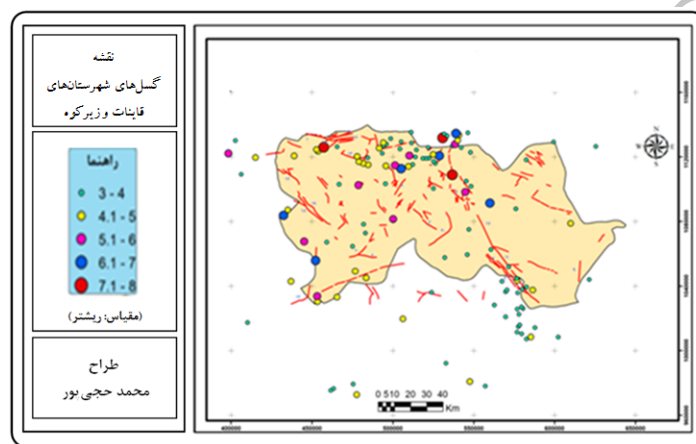 نقشه
گسل‌های شهرستان‌های
قاینات و زیرکوه
راهنما
3 - 4
4.1 - 5
5.1 - 6
6.1 - 7
7.1 - 8
(مقیاس: ریشتر)
طراح
محمد حجی پور
N
0 5 10 20 30 40
Km
400000 450000 500000 550000 600000 650000